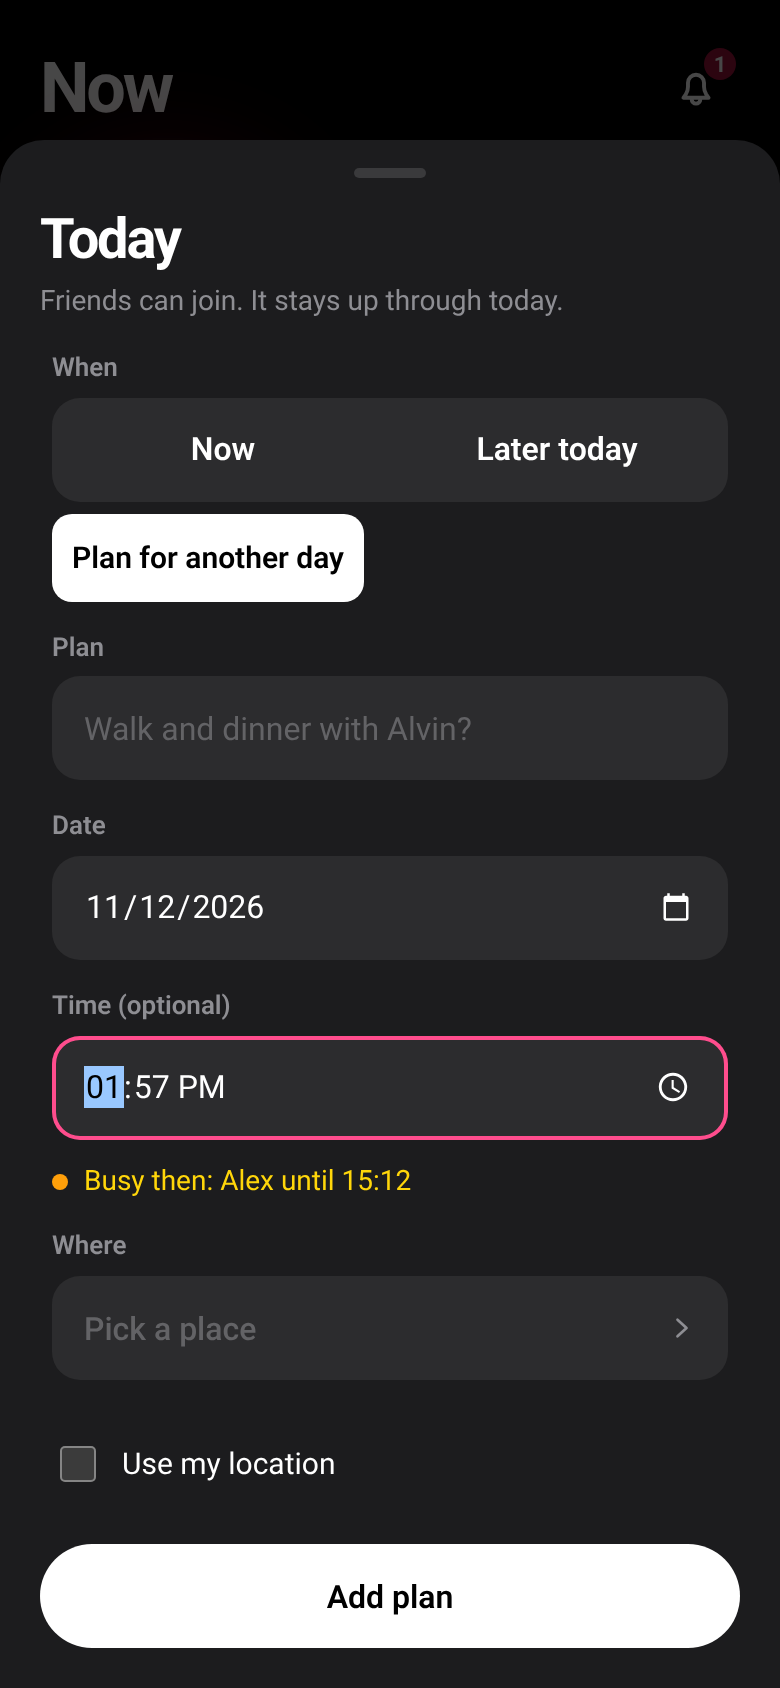 Now
1
Today
Friends can join. It stays up through today.
When
Now
Later today
Plan for another day
Plan
Walk and dinner with Alvin?
Date
11/12/2026
Time (optional)
01:57 PM
Busy then: Alex until 15:12
Where
Pick a place
Use my location
Add plan